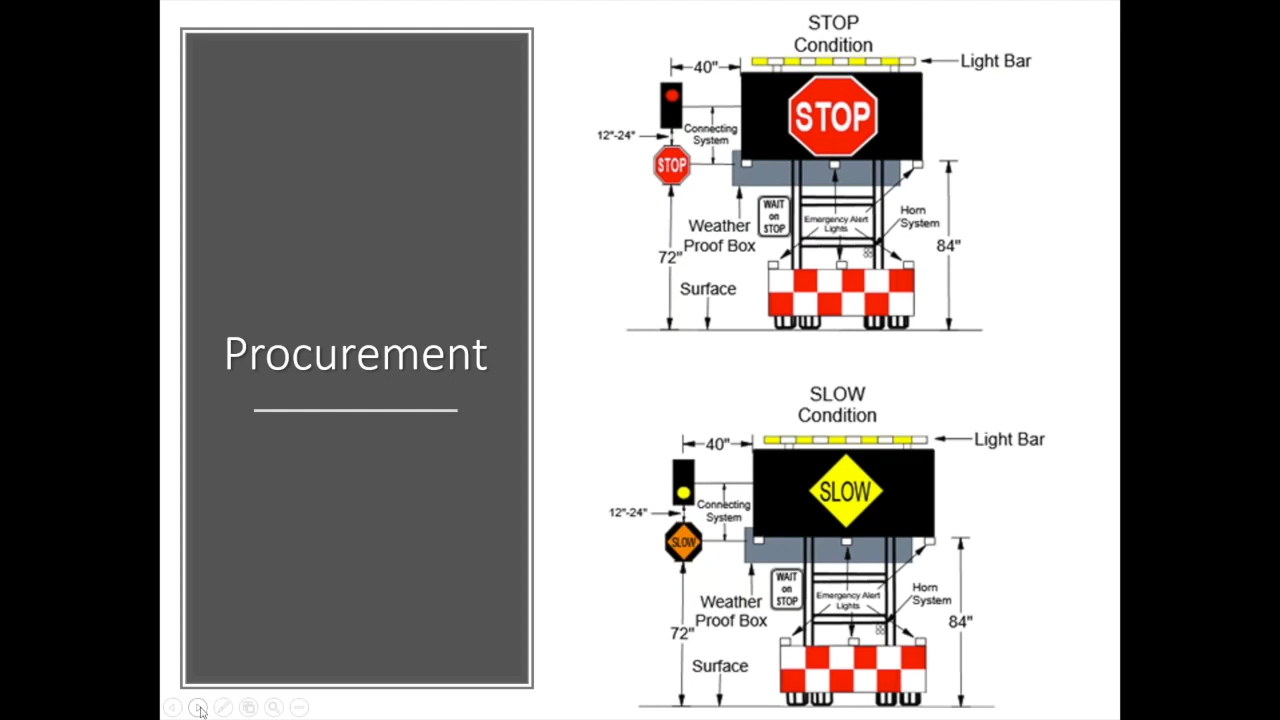 Procurement
STOP
Condition
Light Bar
40"
STOP
12"-24"
Connecting
System
STOP
WAIT
on
STOP
Emergency Alert
Lights
Horn
System
Weather
Proof Box
84"
72"
Surface
SLOW
Condition
Light Bar
40"
SLOW
12"-24"
Connecting
System
SLOW
WAIT
on
STOP
Emergency Alert
Lights
Horn
System
Weather
Proof Box
84"
72"
Surface